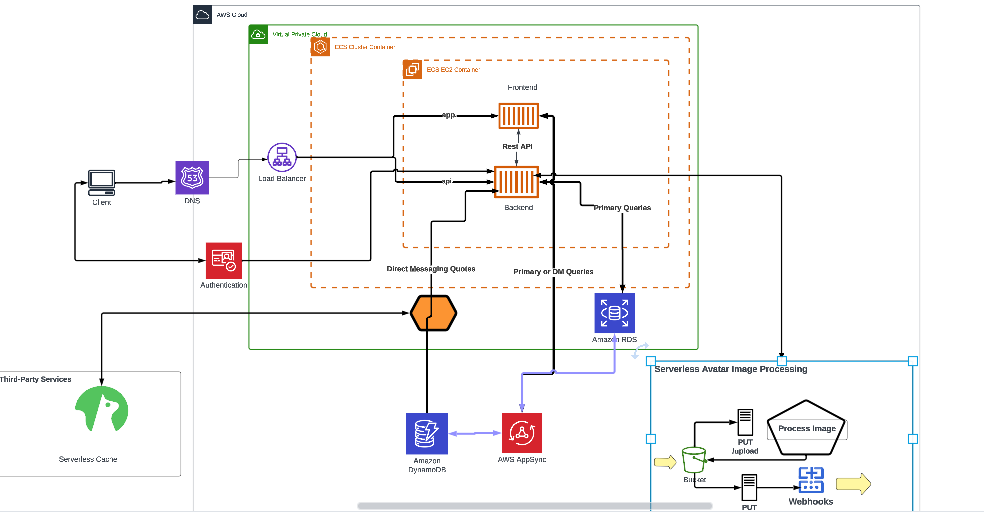 AWS Cloud
Virtual Private Cloud
ECS Cluster Container
ECS EC2 Container
Frontend
app.
Rest API
53
Load Balancer
api.
Client
DNS
Backend
Primary Queries
Authentication
Direct Messaging Quotes
Primary or DM Queries
Amazon RDS
Third-Party Services
Serverless Avatar Image Processing
Process Image
PUT
/upload
Serverless Cache
Amazon
DynamoDB
AWS AppSync
Bucket
Webhooks
PUT